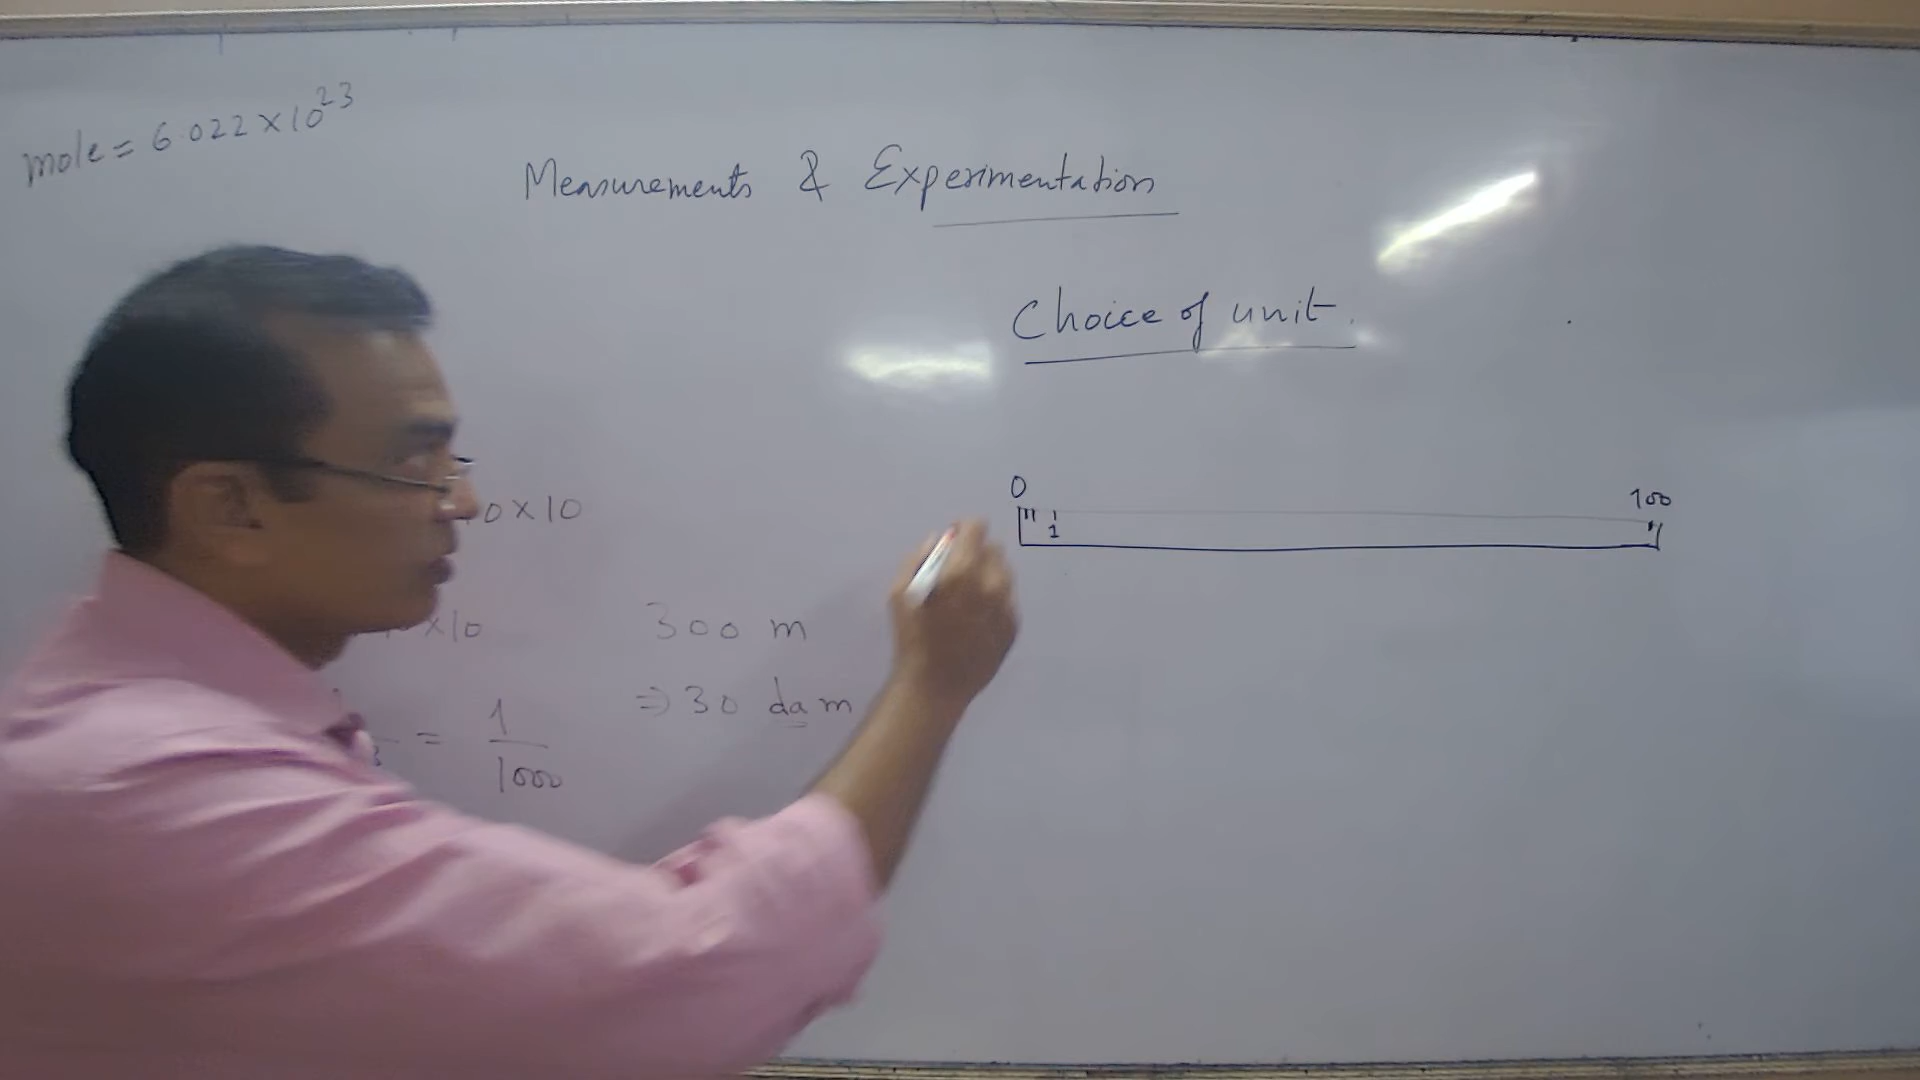 mole = 6.022 × 10^23
Measurements & Experimentation
Choice of unit.
0 100
1
0 × 10
× 10
300 m
⇒ 30 dam
= 1/1000